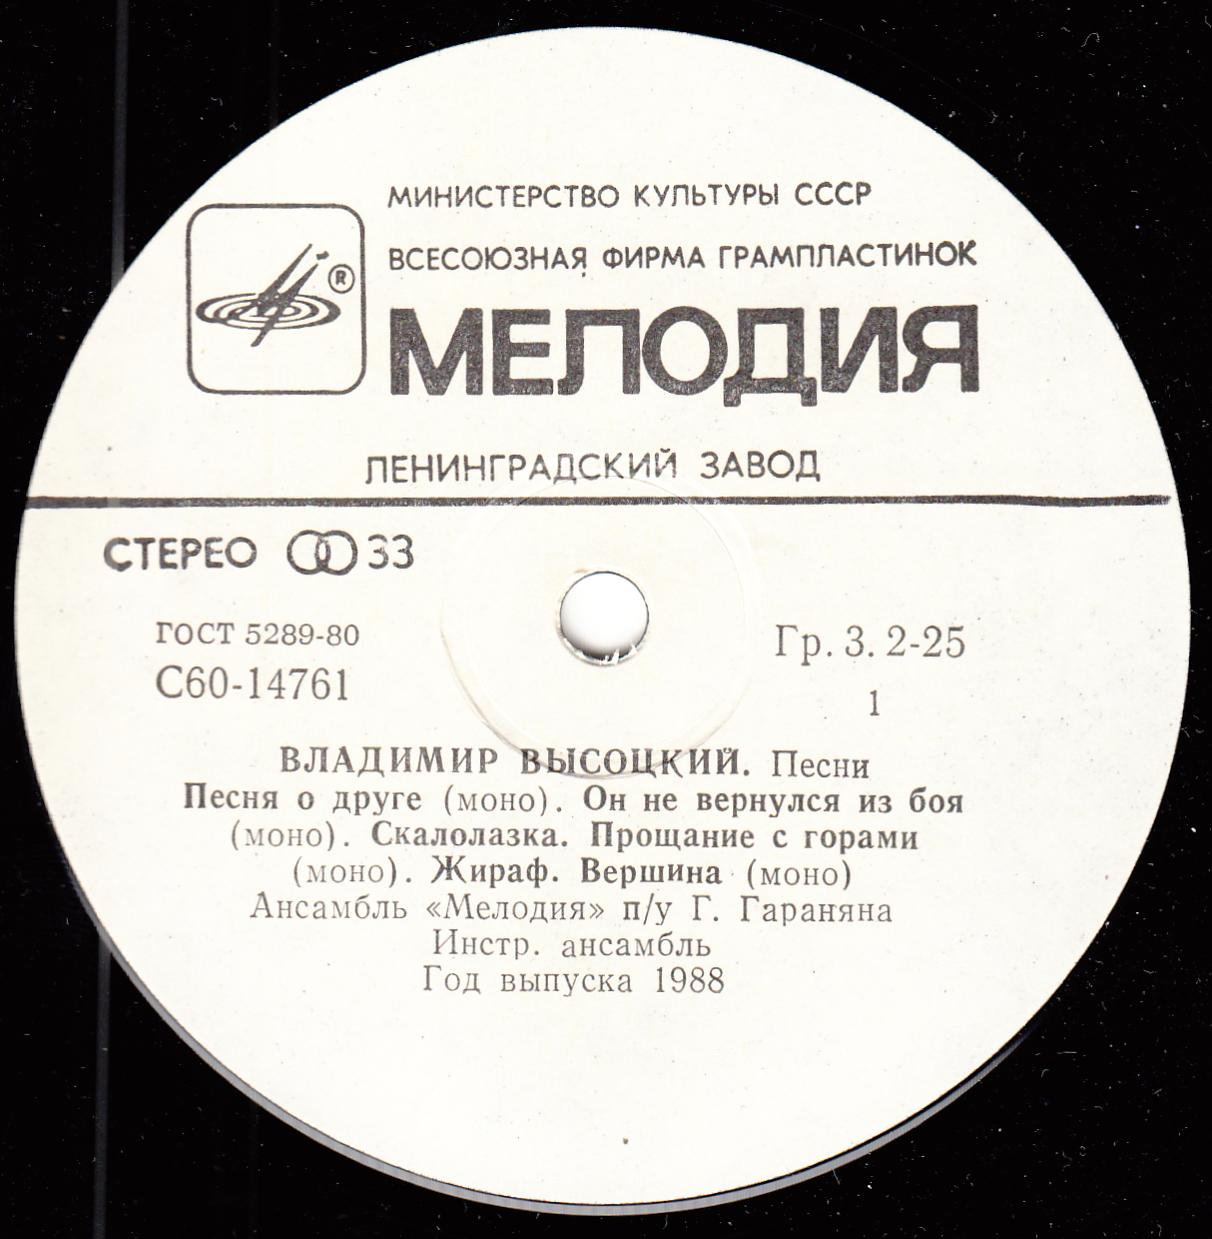 МИНИСТЕРСТВО КУЛЬТУРЫ СССР
ВСЕСОЮЗНАЯ ФИРМА ГРАМПЛАСТИНОК
®
МЕЛОДИЯ
ЛЕНИНГРАДСКИЙ ЗАВОД
СТЕРЕО 33
ГОСТ 5289-80
С60-14761
Гр. 3. 2-25
1
ВЛАДИМИР ВЫСОЦКИЙ. Песни
Песня о друге (моно). Он не вернулся из боя
(моно). Скалолазка. Прощание с горами
(моно). Жираф. Вершина (моно)
Ансамбль «Мелодия» п/у Г. Гараняна
Инстр. ансамбль
Год выпуска 1988